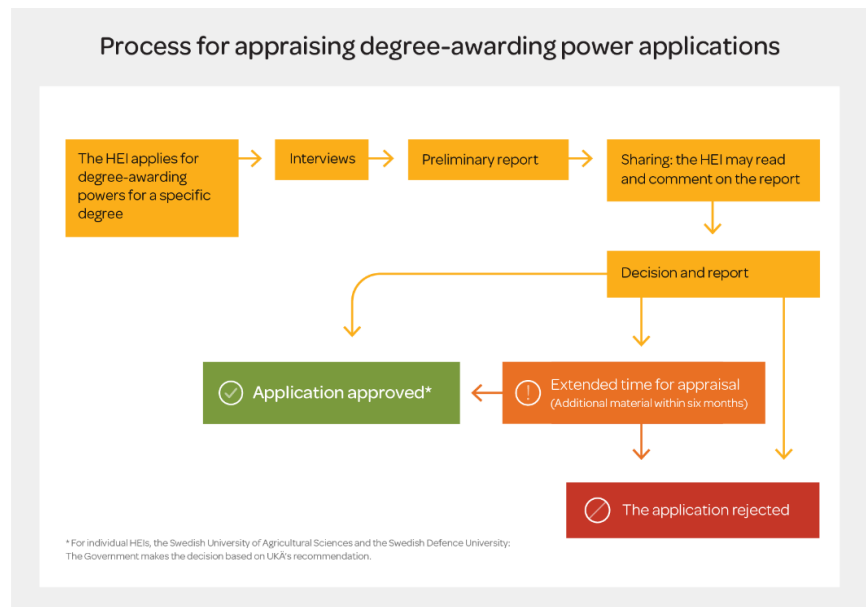 Process for appraising degree-awarding power applications
The HEI applies for
degree-awarding
powers for a specific
degree
Interviews
Preliminary report
Sharing: the HEI may read
and comment on the report
Decision and report
Application approved*
Extended time for appraisal
(Additional material within six months)
The application rejected
* For individual HEIs, the Swedish University of Agricultural Sciences and the Swedish Defence University:
The Government makes the decision based on UKÄ's recommendation.